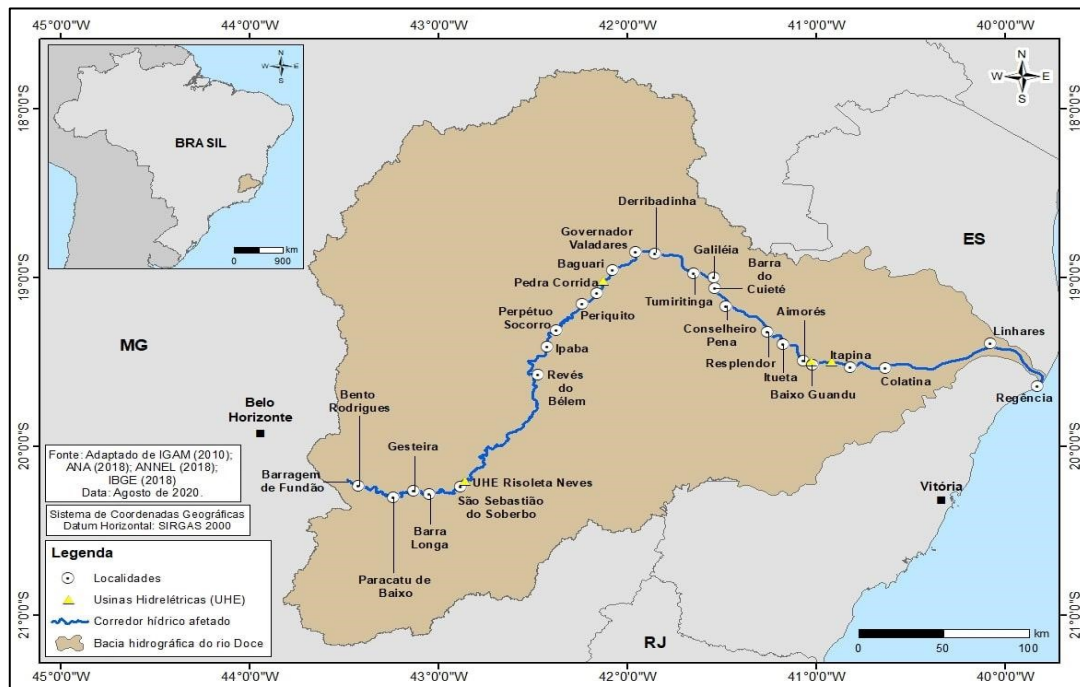 45°0'0"W 44°0'0"W 43°0'0"W 42°0'0"W 41°0'0"W 40°0'0"W
N
W E
S
BRASIL
km
0 900
N
W E
S
18°0'0"S
18°0'0"S
19°0'0"S
19°0'0"S
20°0'0"S
20°0'0"S
21°0'0"S
21°0'0"S
MG
ES
RJ
Belo
Horizonte
Vitória
Derribadinha
Governador
Valadares
Baguari
Pedra Corrida
Galiléia
Barra
do
Cuieté
Perpétuo
Socorro
Periquito
Tumiritinga
Aimorés
Ipaba
Conselheiro
Pena
Linhares
Revés
do
Bélem
Resplendor
Itapina
Itueta
Baixo Guandu
Colatina
Regência
Bento
Rodrigues
Gesteira
Barragem
de Fundão
UHE Risoleta Neves
São Sebastião
do Soberbo
Barra
Longa
Paracatu de
Baixo
Fonte: Adaptado de IGAM (2010);
ANA (2018); ANNEL (2018);
IBGE (2018)
Data: Agosto de 2020.
Sistema de Coordenadas Geográficas
Datum Horizontal: SIRGAS 2000
Legenda
Localidades
Usinas Hidrelétricas (UHE)
Corredor hídrico afetado
Bacia hidrográfica do rio Doce
km
0 50 100
45°0'0"W 44°0'0"W 43°0'0"W 42°0'0"W 41°0'0"W 40°0'0"W